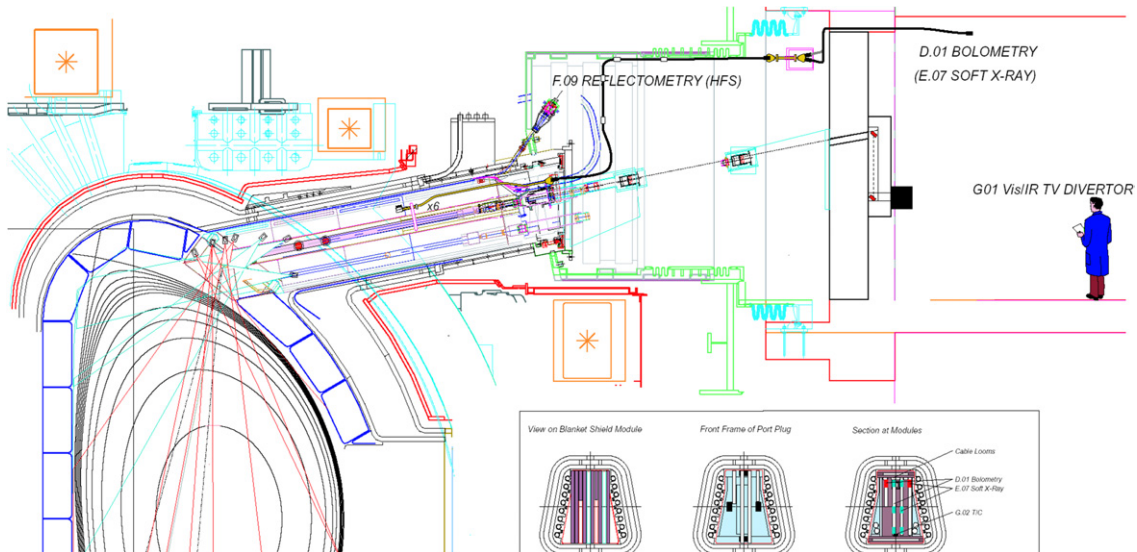 D.01 BOLOMETRY
(E.07 SOFT X-RAY)
F.09 REFLECTOMETRY (HFS)
G01 Vis/IR TV DIVERTOR
x6
View on Blanket Shield Module
Front Frame of Port Plug
Section at Modules
Cable Looms
D.01 Bolometry
E.07 Soft X-Ray
G.02 T/C